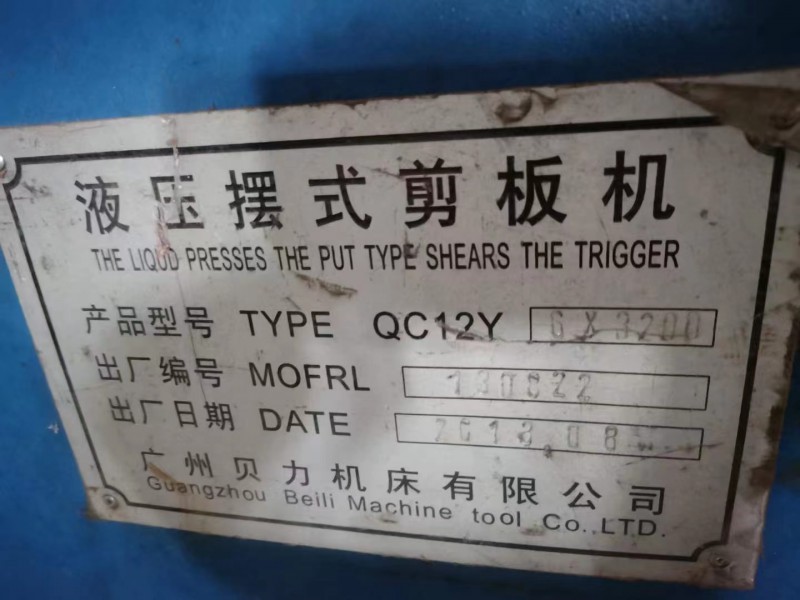 液压摆式剪板机
THE LIQUD PRESSES THE PUT TYPE SHEARS THE TRIGGER
产品型号 TYPE QC12Y 6X3200
出厂编号 MOFRL
出厂日期 DATE 2013.08
广州贝力机床有限公司
Guangzhou Beili Machine tool Co.,LTD.